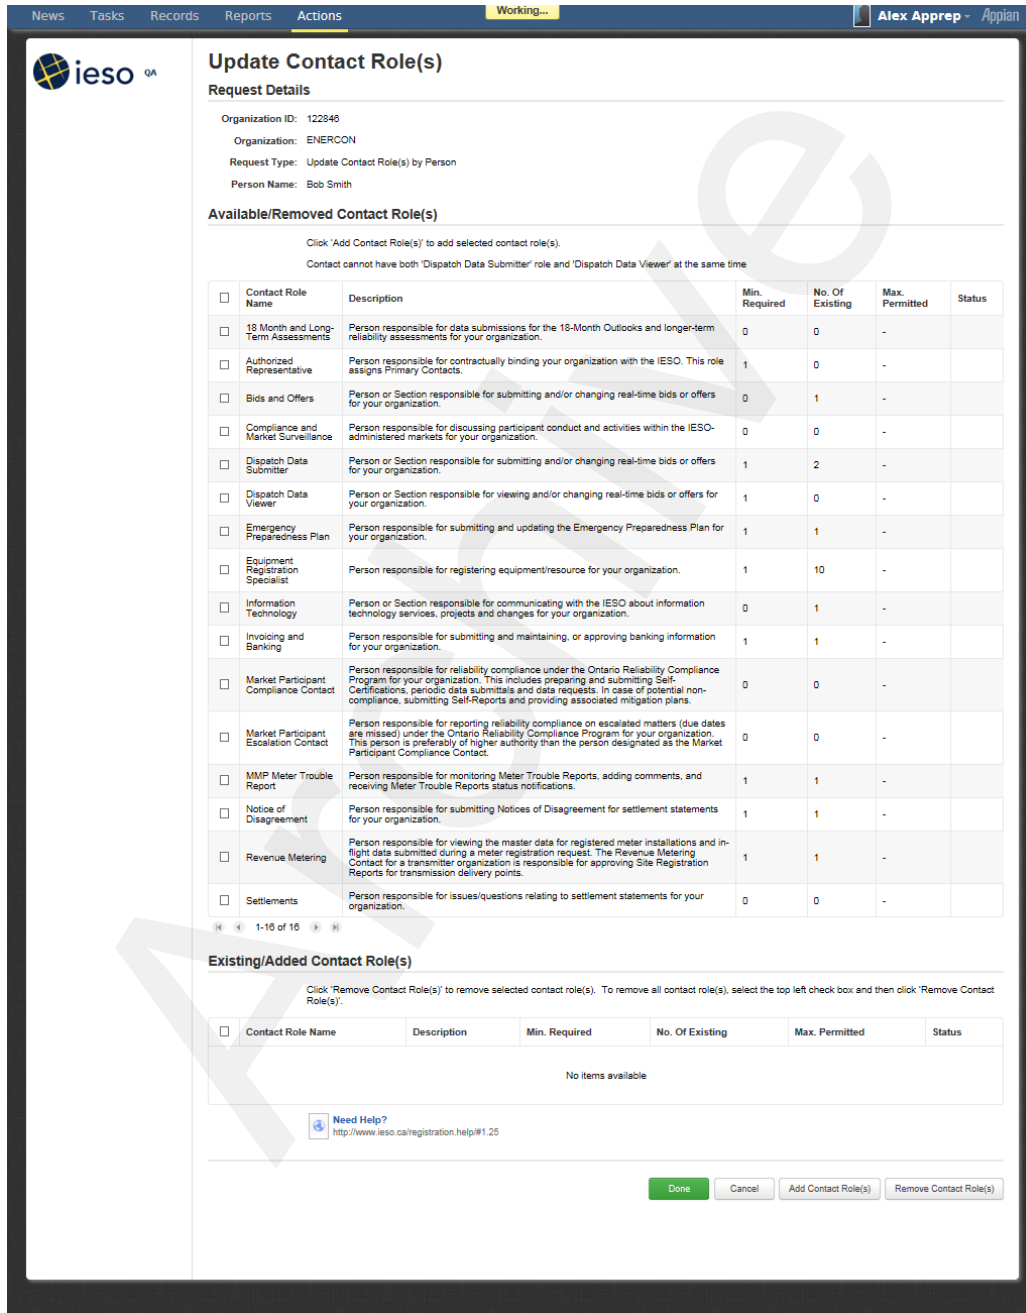 News Tasks Records Reports Actions Working... Alex Apprep Appian
ieso QA
Update Contact Role(s)
Request Details
Organization ID: 122846
Organization: ENERCON
Request Type: Update Contact Role(s) by Person
Person Name: Bob Smith
Available/Removed Contact Role(s)
Click 'Add Contact Role(s)' to add selected contact role(s).
Contact cannot have both 'Dispatch Data Submitter' role and 'Dispatch Data Viewer' at the same time
Contact Role Name Description Min. Required No. Of Existing Max. Permitted Status
18 Month and Long-Term Assessments Person responsible for data submissions for the 18-Month Outlooks and longer-term
reliability assessments for your organization. 0 0 -
Authorized Representative Person responsible for contractually binding your organization with the IESO. This role
assigns Primary Contacts. 1 0 -
Bids and Offers Person or Section responsible for submitting and/or changing real-time bids or offers
for your organization. 0 1 -
Compliance and Market Surveillance Person responsible for discussing participant conduct and activities within the IESO-
administered markets for your organization. 0 0 -
Dispatch Data Submitter Person or Section responsible for submitting and/or changing real-time bids or offers
for your organization. 1 2 -
Dispatch Data Viewer Person or Section responsible for viewing and/or changing real-time bids or offers for
your organization. 1 0 -
Emergency Preparedness Plan Person responsible for submitting and updating the Emergency Preparedness Plan for
your organization. 1 1 -
Equipment Registration Specialist Person responsible for registering equipment/resource for your organization. 1 10 -
Information Technology Person or Section responsible for communicating with the IESO about information
technology services, projects and changes for your organization. 0 1 -
Invoicing and Banking Person responsible for submitting and maintaining, or approving banking information
for your organization. 1 1 -
Market Participant Compliance Contact Person responsible for reliability compliance under the Ontario Reliability Compliance
Program for your organization. This includes preparing and submitting Self-
Certifications, periodic data submittals and data requests. In case of potential non-
compliance, submitting Self-Reports and providing associated mitigation plans. 0 0 -
Market Participant Escalation Contact Person responsible for reporting reliability compliance on escalated matters (due dates
are missed) under the Ontario Reliability Compliance Program for your organization.
This person is preferably of higher authority than the person designated as the Market
Participant Compliance Contact. 0 0 -
MMP Meter Trouble Report Person responsible for monitoring Meter Trouble Reports, adding comments, and
receiving Meter Trouble Reports status notifications. 1 1 -
Notice of Disagreement Person responsible for submitting Notices of Disagreement for settlement statements
for your organization. 1 1 -
Revenue Metering Person responsible for viewing the master data for registered meter installations and in-
flight data submitted during a meter registration request. The Revenue Metering
Contact for a transmitter organization is responsible for approving Site Registration
Reports for transmission delivery points. 1 1 -
Settlements Person responsible for issues/questions relating to settlement statements for your
organization. 0 0 -
1-16 of 16
Existing/Added Contact Role(s)
Click 'Remove Contact Role(s)' to remove selected contact role(s). To remove all contact role(s), select the top left check box and then click 'Remove Contact
Role(s)'.
Contact Role Name Description Min. Required No. Of Existing Max. Permitted Status
No items available
Need Help?
http://www.ieso.ca/registration.help/#1.25
Done Cancel Add Contact Role(s) Remove Contact Role(s)
Archive